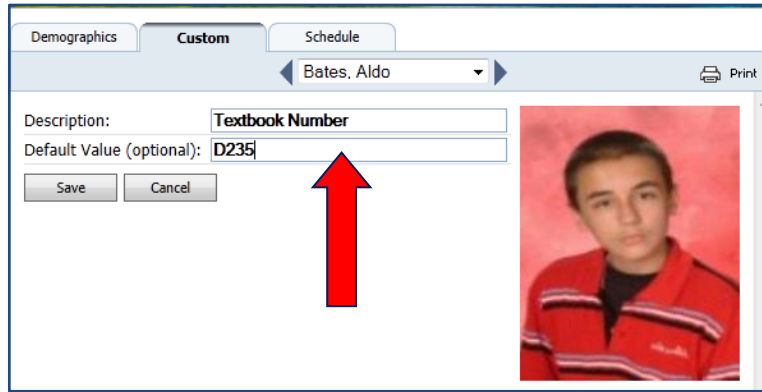 Demographics Custom Schedule
Bates, Aldo
Print
Description: Textbook Number
Default Value (optional): D235
Save Cancel